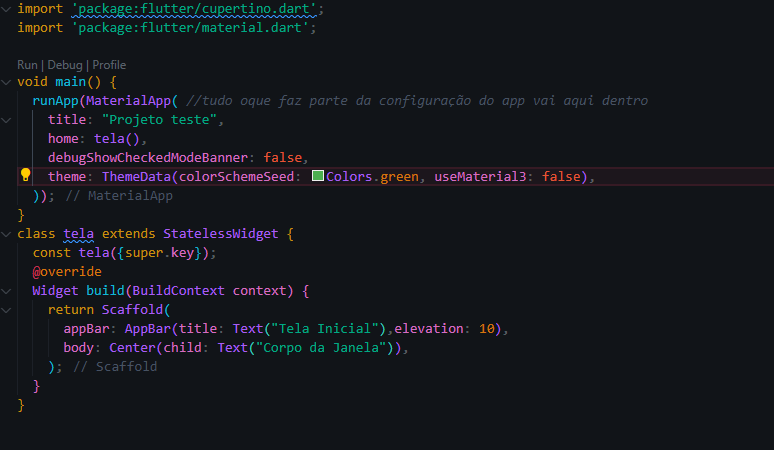 import 'package:flutter/cupertino.dart';
import 'package:flutter/material.dart';
Run | Debug | Profile
void main() {
runApp(MaterialApp( //tudo oque faz parte da configuração do app vai aqui dentro
title: "Projeto teste",
home: tela(),
debugShowCheckedModeBanner: false,
theme: ThemeData(colorSchemeSeed: Colors.green, useMaterial3: false),
)); // MaterialApp
}
class tela extends StatelessWidget {
const tela({super.key});
@override
Widget build(BuildContext context) {
return Scaffold(
appBar: AppBar(title: Text("Tela Inicial"),elevation: 10),
body: Center(child: Text("Corpo da Janela")),
); // Scaffold
}
}